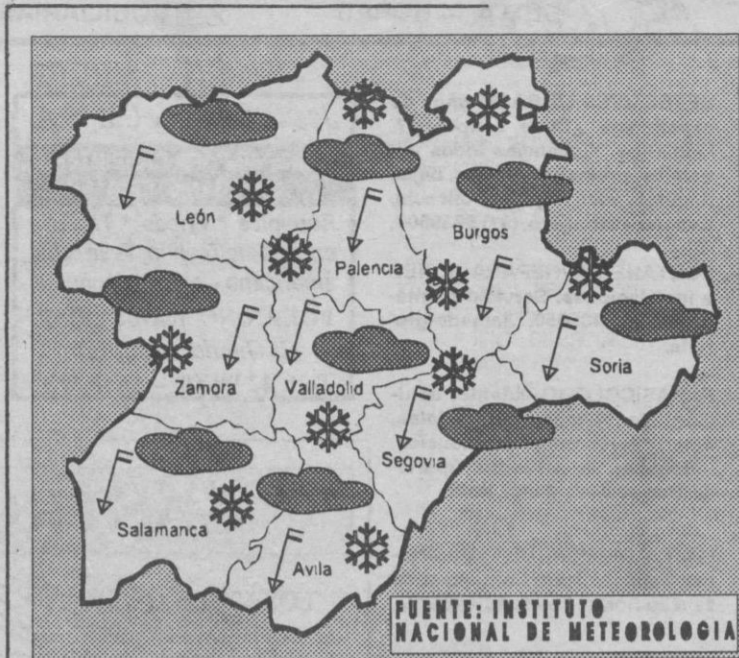 León
Burgos
Palencia
Soria
Zamora
Valladolid
Segovia
Salamanca
Avila
FUENTE: INSTITUTO
NACIONAL DE METEOROLOGIA